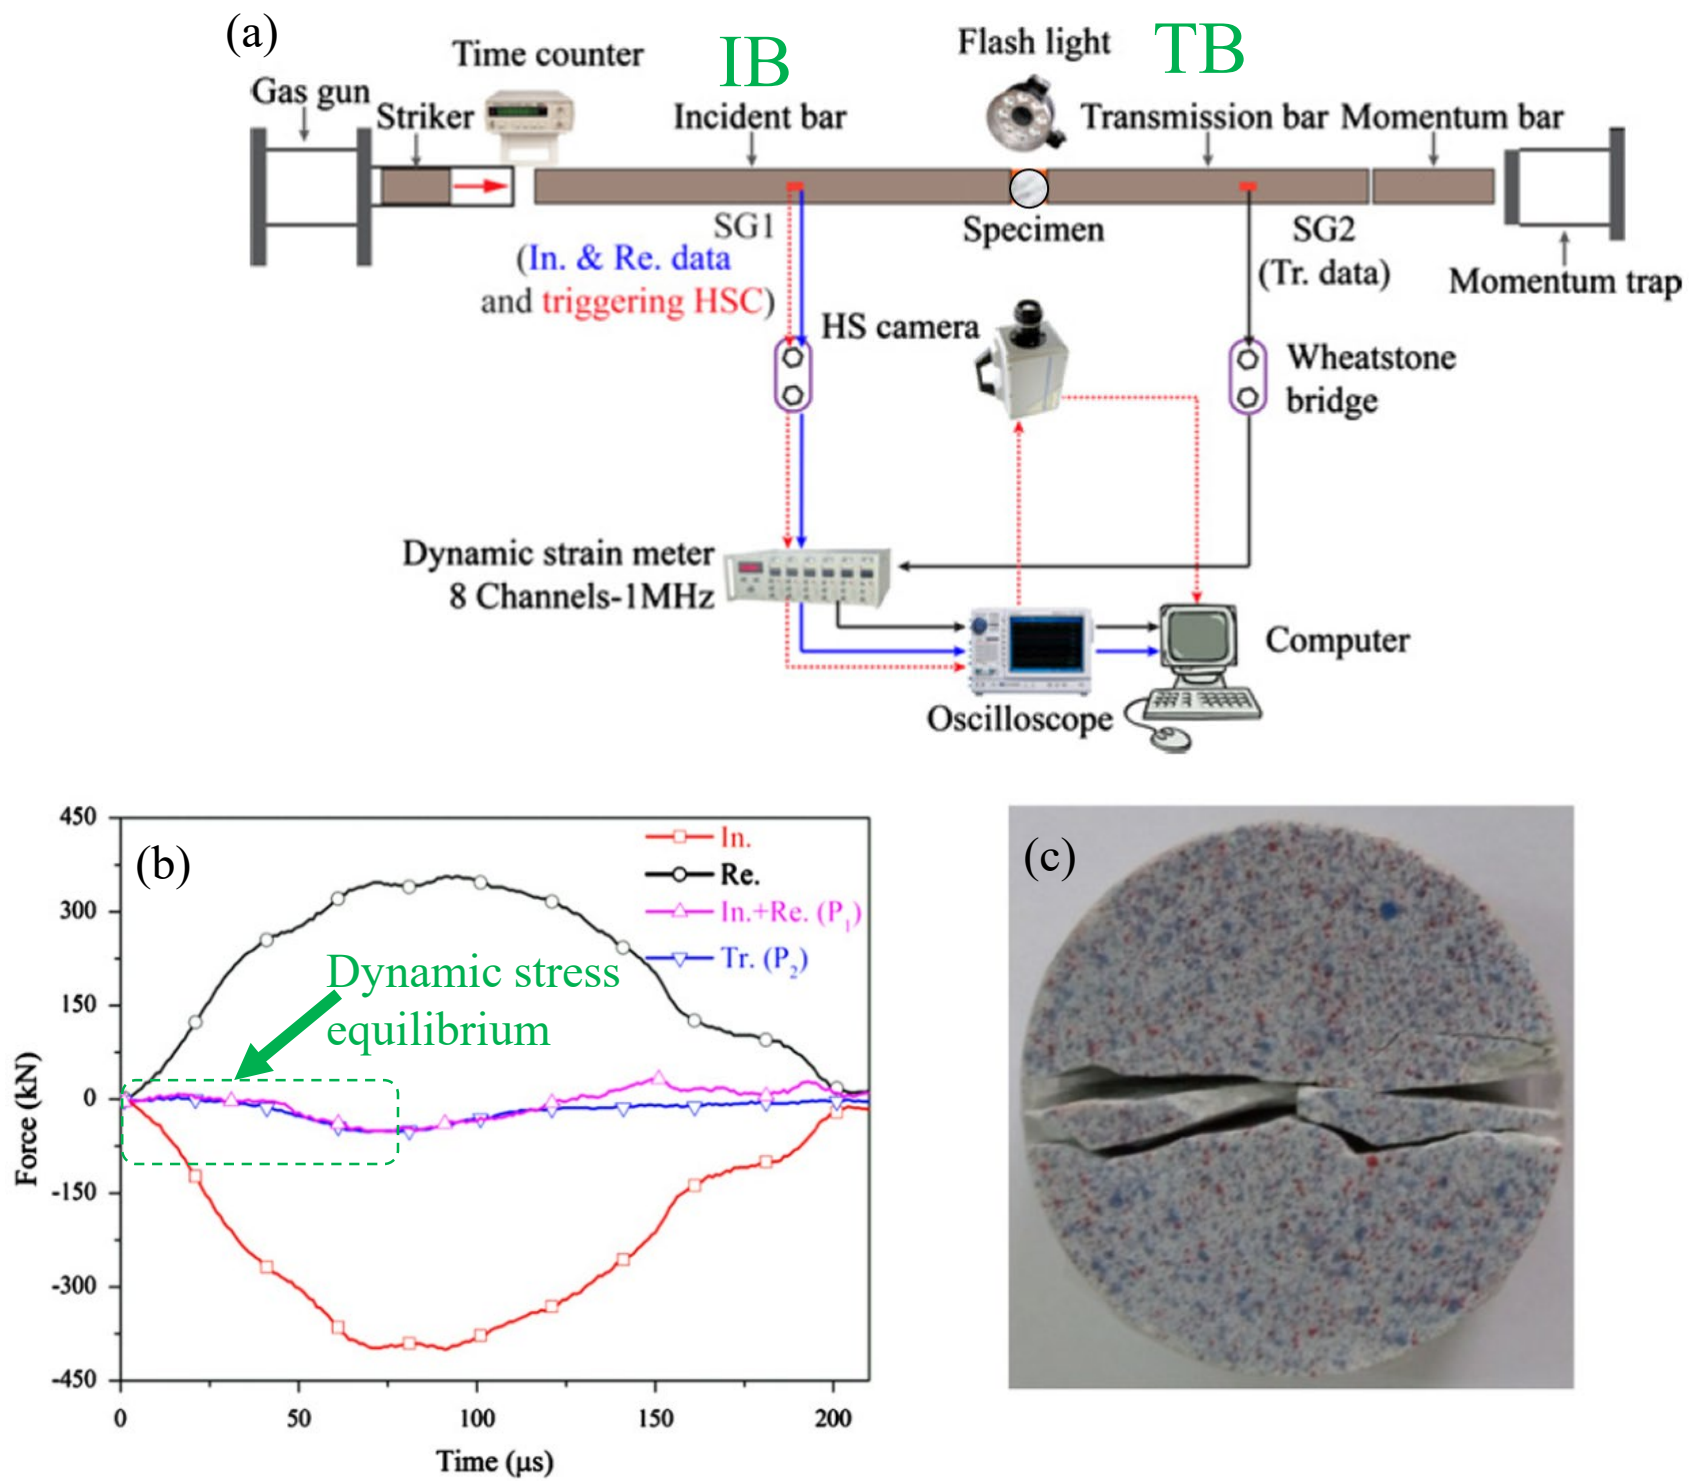 (a)
IB
TB
Time counter
Flash light
Gas gun
Striker
Incident bar
Transmission bar
Momentum bar
SG1
Specimen
SG2
(In. & Re. data
and triggering HSC)
(Tr. data)
Momentum trap
HS camera
Wheatstone
bridge
Dynamic strain meter
8 Channels-1MHz
Computer
Oscilloscope
(b)
450
300
150
0
-150
-300
-450
Force (kN)
In.
Re.
In.+Re. (P1)
Tr. (P2)
Dynamic stress
equilibrium
0
50
100
150
200
Time (μs)
(c)